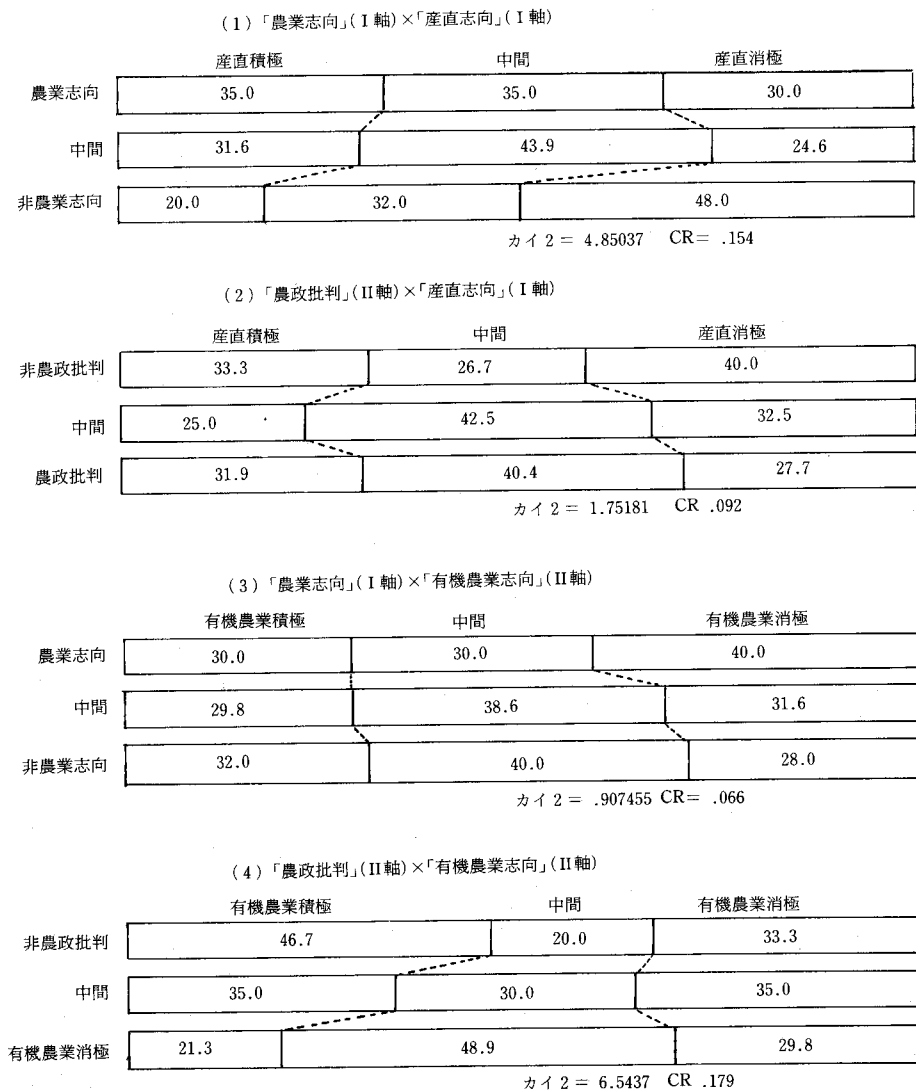 (1)「農業志向」(I軸)×「産直志向」(I軸)
産直積極 中間 産直消極
農業志向 35.0 35.0 30.0
中間 31.6 43.9 24.6
非農業志向 20.0 32.0 48.0
カイ2= 4.85037 CR= .154
(2)「農政批判」(II軸)×「産直志向」(I軸)
産直積極 中間 産直消極
非農政批判 33.3 26.7 40.0
中間 25.0 42.5 32.5
農政批判 31.9 40.4 27.7
カイ2= 1.75181 CR .092
(3)「農業志向」(I軸)×「有機農業志向」(II軸)
有機農業積極 中間 有機農業消極
農業志向 30.0 30.0 40.0
中間 29.8 38.6 31.6
非農業志向 32.0 40.0 28.0
カイ2= .907455 CR= .066
(4)「農政批判」(II軸)×「有機農業志向」(II軸)
有機農業積極 中間 有機農業消極
非農政批判 46.7 20.0 33.3
中間 35.0 30.0 35.0
有機農業消極 21.3 48.9 29.8
カイ2= 6.5437 CR .179